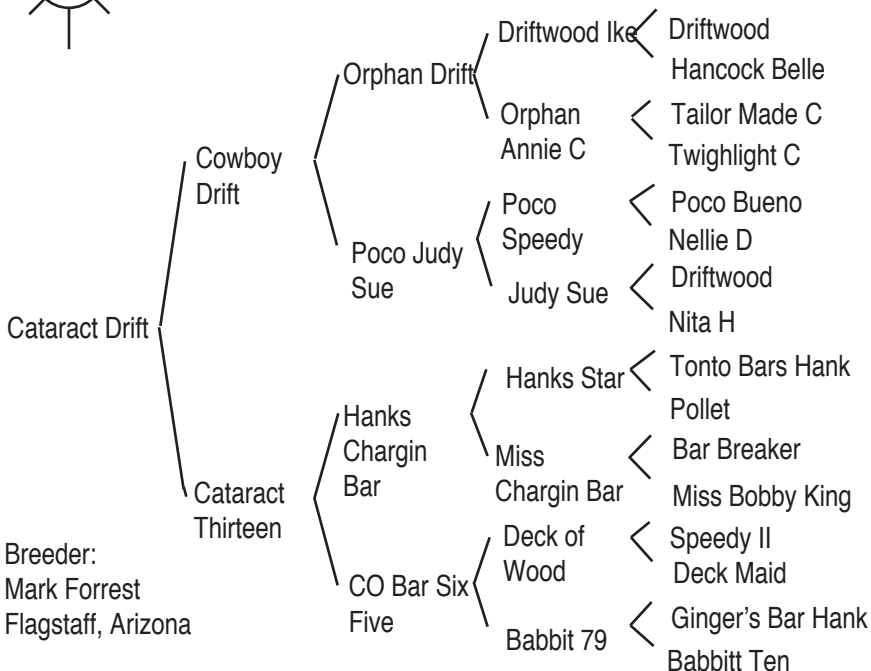 Driftwood Ike
Driftwood
Hancock Belle
Orphan Drift
Orphan
Annie C
Tailor Made C
Twighlight C
Cowboy
Drift
Poco
Speedy
Poco Bueno
Nellie D
Poco Judy
Sue
Judy Sue
Driftwood
Nita H
Cataract Drift
Hanks Star
Tonto Bars Hank
Pollet
Hanks
Chargin
Bar
Miss
Chargin Bar
Bar Breaker
Miss Bobby King
Cataract
Thirteen
Deck of
Wood
Speedy II
Deck Maid
CO Bar Six
Five
Babbit 79
Ginger's Bar Hank
Babbitt Ten
Breeder:
Mark Forrest
Flagstaff, Arizona